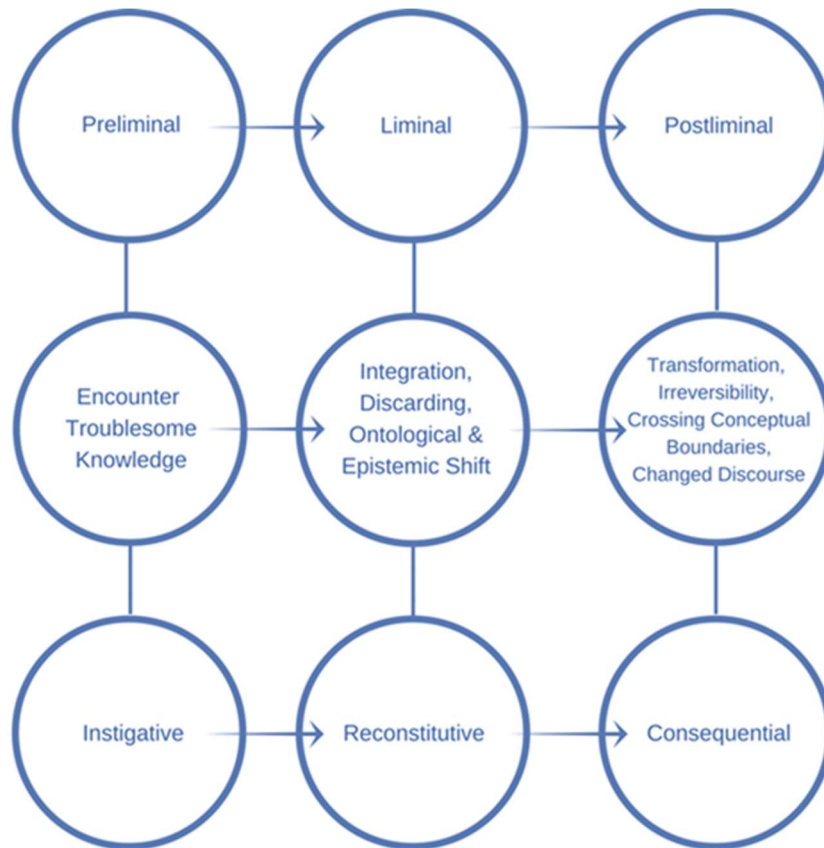 Preliminal
Liminal
Postliminal
Encounter
Troublesome
Knowledge
Integration,
Discarding,
Ontological &
Epistemic Shift
Transformation,
Irreversibility,
Crossing Conceptual
Boundaries,
Changed Discourse
Instigative
Reconstitutive
Consequential